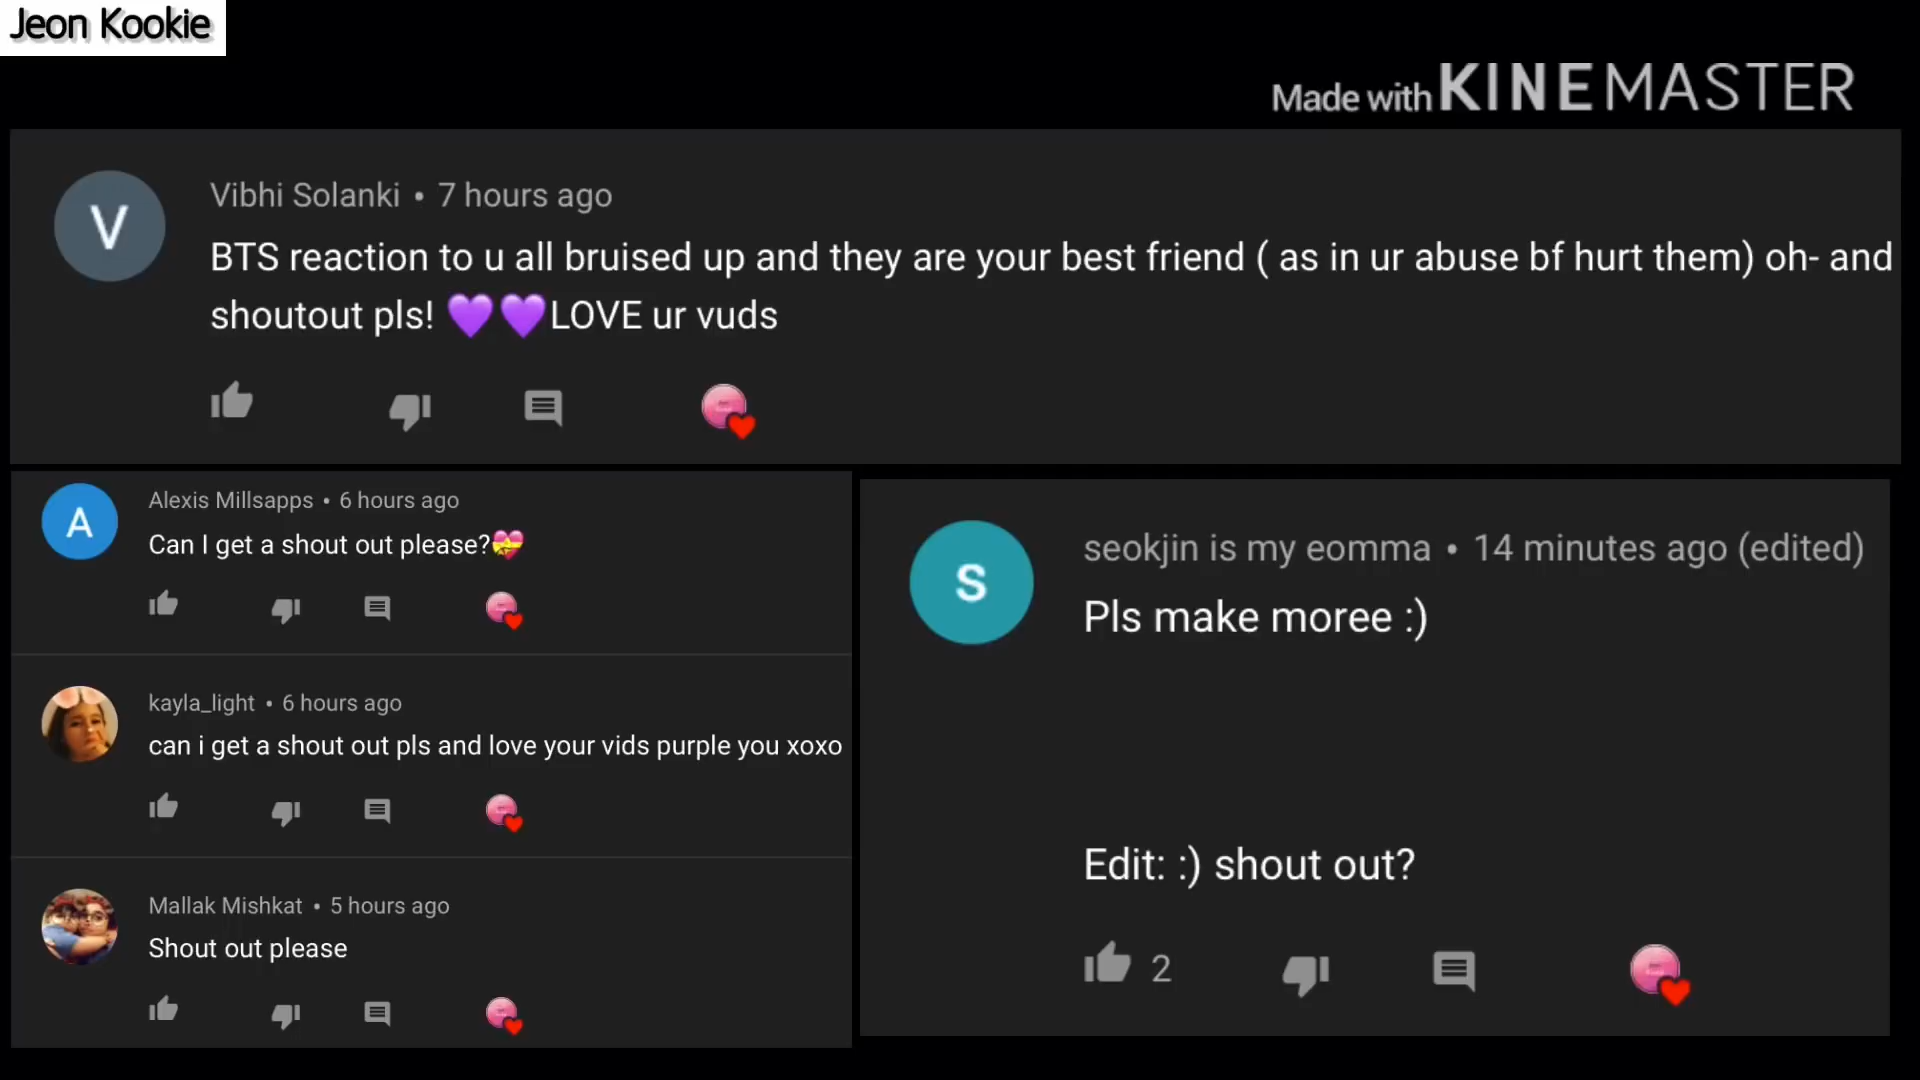 Jeon Kookie
Made with KINEMASTER
V
Vibhi Solanki • 7 hours ago
BTS reaction to u all bruised up and they are your best friend ( as in ur abuse bf hurt them) oh- and
shoutout pls! 💜💜LOVE ur vuds
A
Alexis Millsapps • 6 hours ago
Can I get a shout out please?💝
kayla_light • 6 hours ago
can i get a shout out pls and love your vids purple you xoxo
Mallak Mishkat • 5 hours ago
Shout out please
s
seokjin is my eomma • 14 minutes ago (edited)
Pls make moree :)
Edit: :) shout out?
2